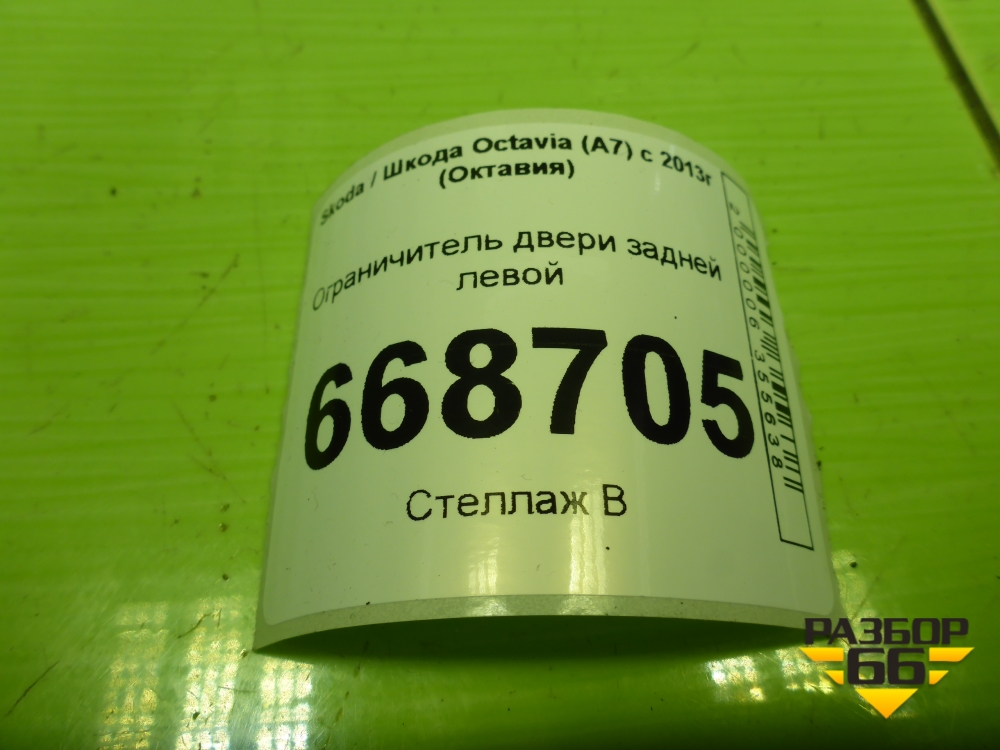 Skoda / Шкода Octavia (A7) с 2013г
(Октавия)
Ограничитель двери задней
левой
668705
Стеллаж В
2000006355638
РАЗБОР
66